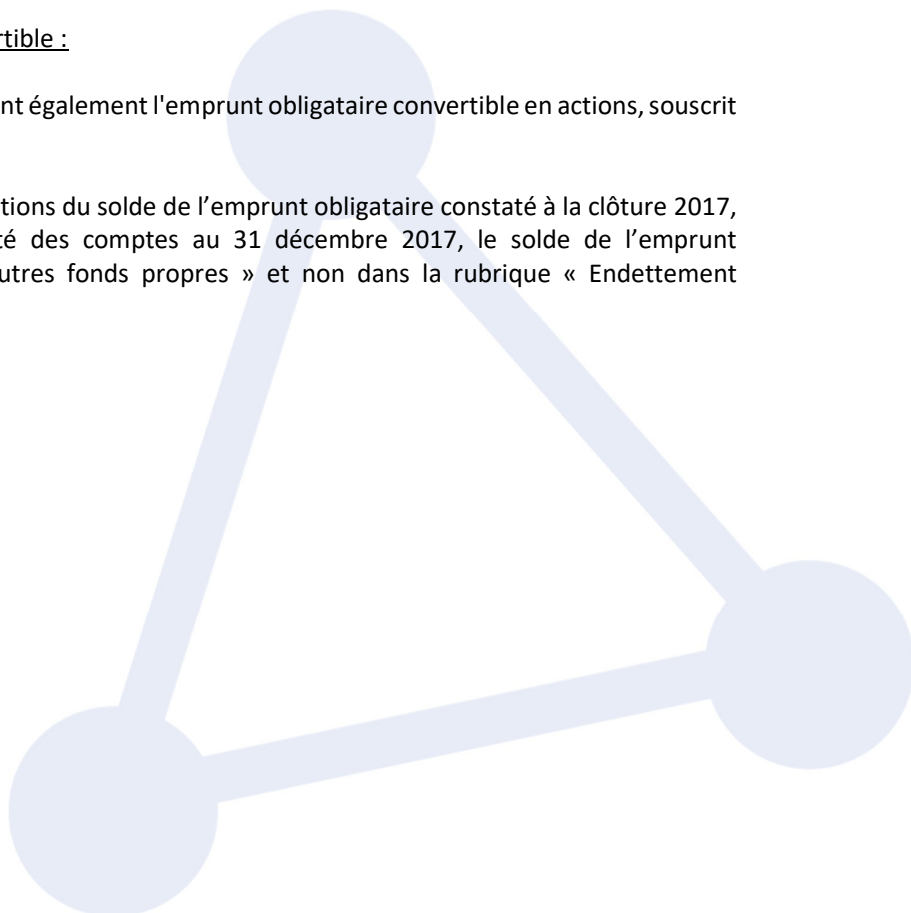 rtible :
nt également l'emprunt obligataire convertible en actions, souscrit
tions du solde de l'emprunt obligataire constaté à la clôture 2017,
té des comptes au 31 décembre 2017, le solde de l'emprunt
utres fonds propres » et non dans la rubrique « Endettement